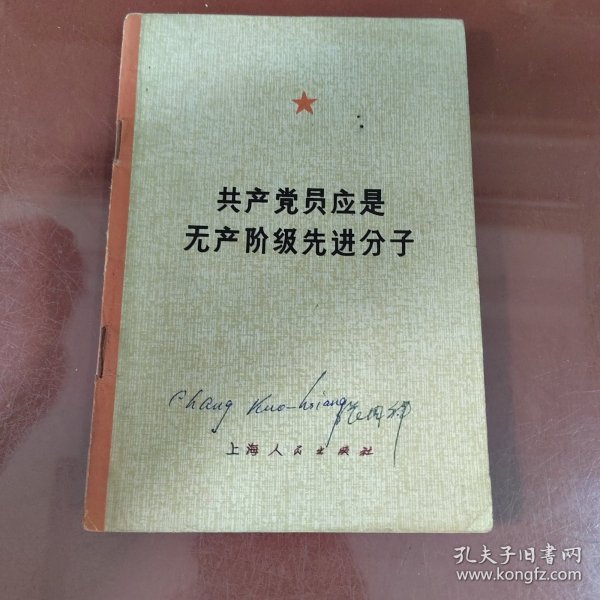 共产党员应是
无产阶级先进分子
Chang Kuo-hsiang
上海人民出版社
孔夫子旧书网
www.kongfz.com